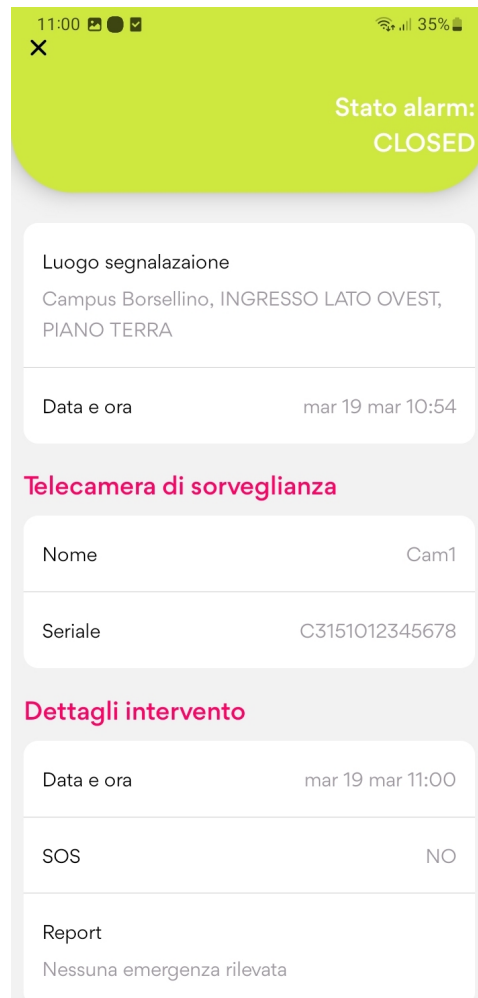 11:00 35%
Stato alarm:
CLOSED
Luogo segnalazaione
Campus Borsellino, INGRESSO LATO OVEST,
PIANO TERRA
Data e ora mar 19 mar 10:54
Telecamera di sorveglianza
Nome Cam1
Seriale C3151012345678
Dettagli intervento
Data e ora mar 19 mar 11:00
SOS NO
Report
Nessuna emergenza rilevata